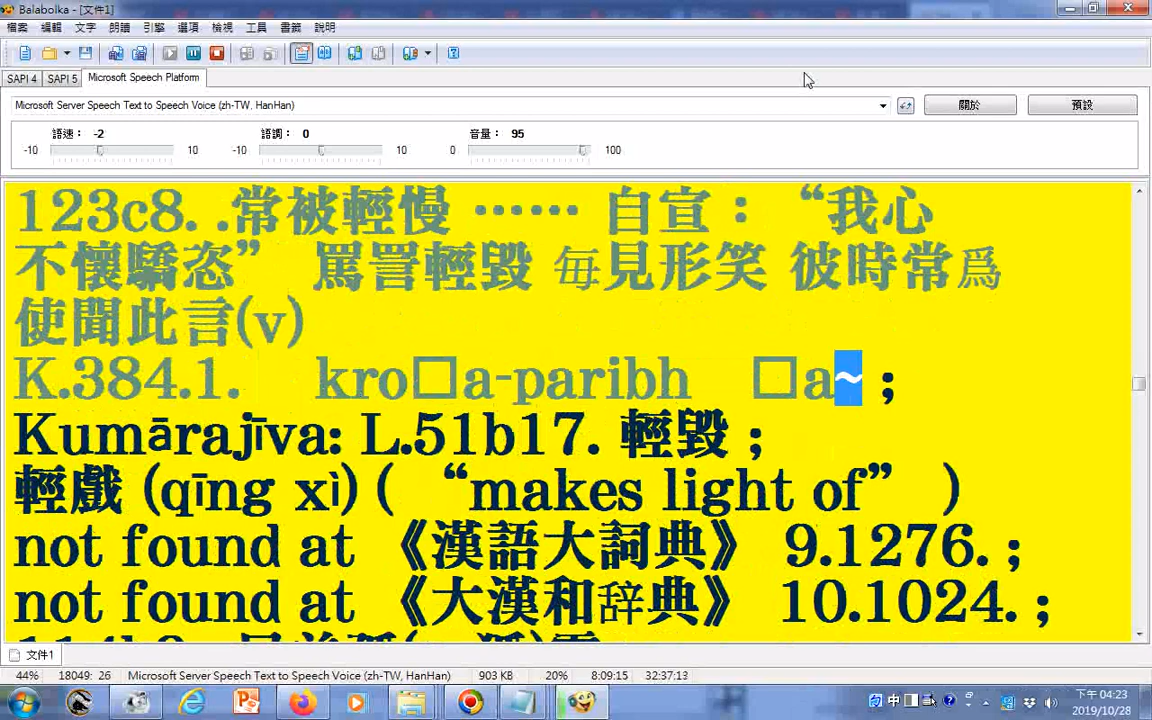 Balabolka - [文件1]
檔案 編輯 文字 朗讀 引擎 選項 檢視 工具 書籤 說明
SAPI 4 SAPI 5 Microsoft Speech Platform
Microsoft Server Speech Text to Speech Voice (zh-TW, HanHan) 關於 預設
語速： -2 語調： 0 音量： 95
-10 10 -10 10 0 100
123c8. .常被輕慢 …… 自宣：“我心
不懷驕恣” 罵詈輕毀 每見形笑 彼時常爲
使聞此言(v)
K.384.1. kro□a-paribh □a~ ;
Kumārajīva: L.51b17. 輕毀 ;
輕戲 (qīng xì) ( “makes light of” )
not found at 《漢語大詞典》 9.1276. ;
not found at 《大漢和辞典》 10.1024. ;
文件1
44% 18049: 26 Microsoft Server Speech Text to Speech Voice (zh-TW, HanHan) 903 KB 20% 8:09:15 32:37:13
中 下午 04:23
2019/10/28